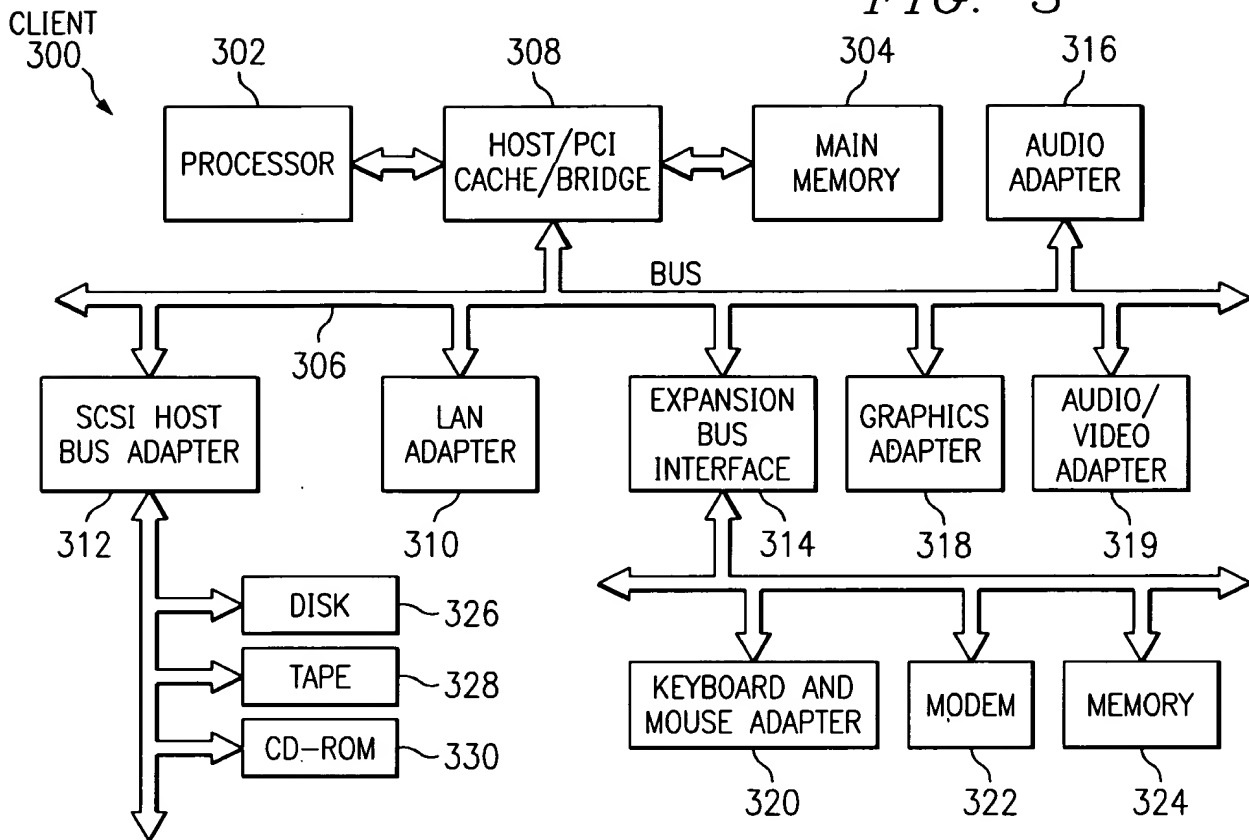 FIG. 3
CLIENT
300
302
308
304
316
PROCESSOR
HOST/PCI
CACHE/BRIDGE
MAIN
MEMORY
AUDIO
ADAPTER
BUS
306
SCSI HOST
BUS ADAPTER
LAN
ADAPTER
EXPANSION
BUS
INTERFACE
GRAPHICS
ADAPTER
AUDIO/
VIDEO
ADAPTER
312
310
314
318
319
DISK
326
TAPE
328
CD-ROM
330
KEYBOARD AND
MOUSE ADAPTER
MODEM
MEMORY
320
322
324